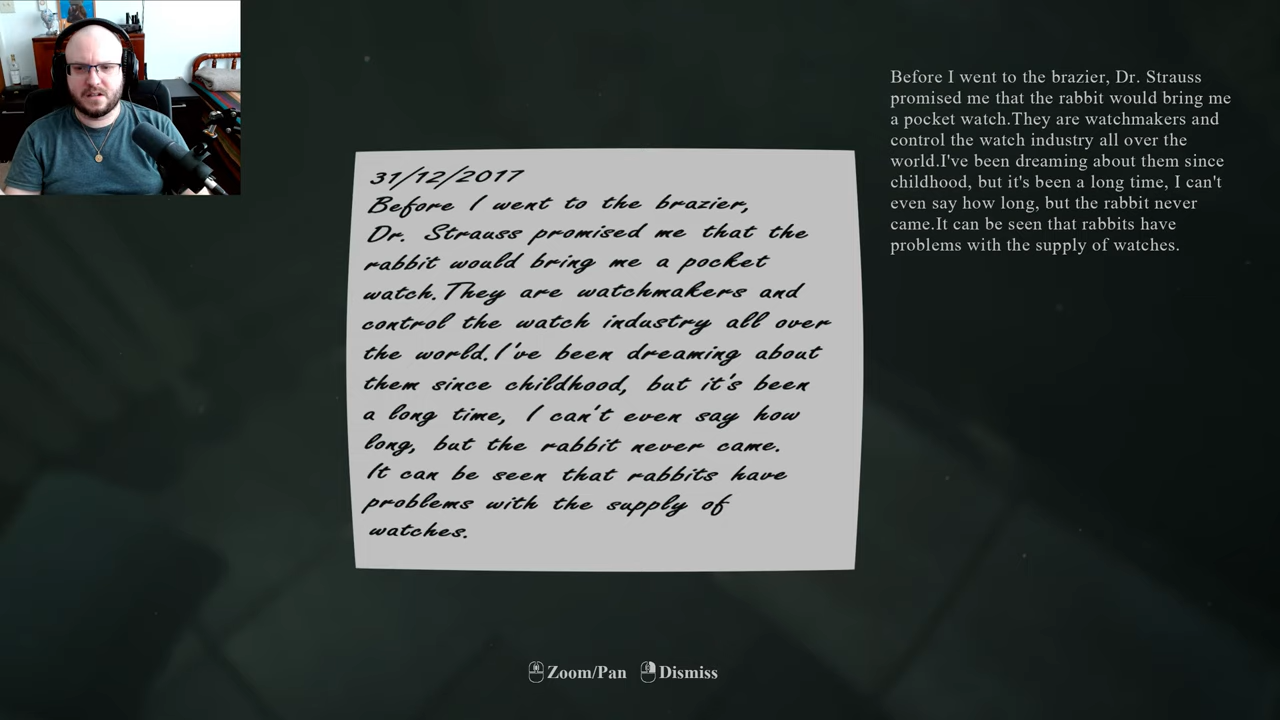 31/12/2017
Before I went to the brazier,
Dr. Strauss promised me that the
rabbit would bring me a pocket
watch.They are watchmakers and
control the watch industry all over
the world.I've been dreaming about
them since childhood, but it's been
a long time, I can't even say how
long, but the rabbit never came.
It can be seen that rabbits have
problems with the supply of
watches.
Before I went to the brazier, Dr. Strauss
promised me that the rabbit would bring me
a pocket watch.They are watchmakers and
control the watch industry all over the
world.I've been dreaming about them since
childhood, but it's been a long time, I can't
even say how long, but the rabbit never
came.It can be seen that rabbits have
problems with the supply of watches.
Zoom/Pan Dismiss